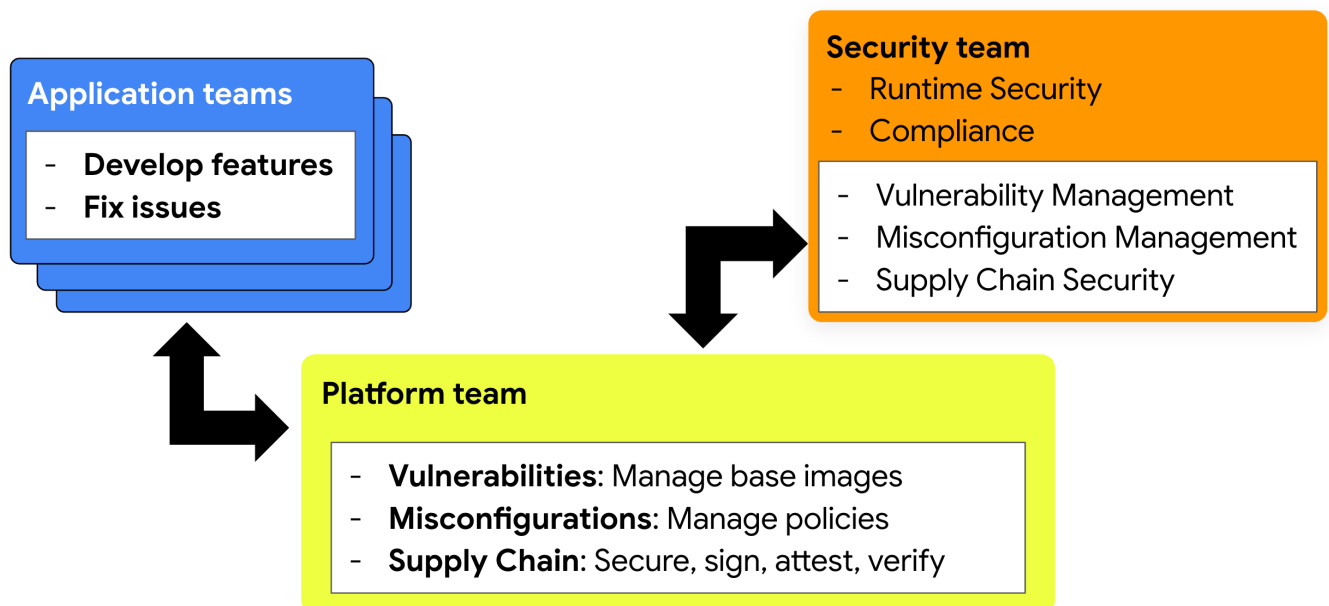 Application teams
- Develop features
- Fix issues
Security team
- Runtime Security
- Compliance
- Vulnerability Management
- Misconfiguration Management
- Supply Chain Security
Platform team
- Vulnerabilities: Manage base images
- Misconfigurations: Manage policies
- Supply Chain: Secure, sign, attest, verify